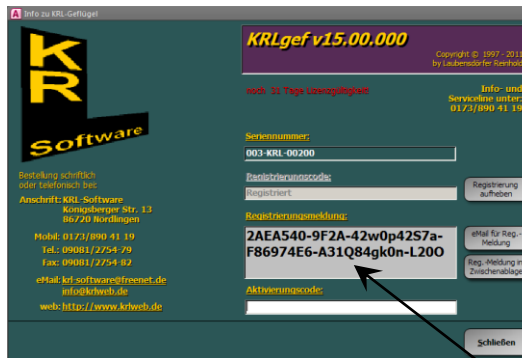 Info zu KRL-Geflügel
KR
Software
KRLgef v15.00.000
Copyright © 1997 - 2011
by Laubensdörfer Reinhold
noch 31 Tage Lizenzgültigkeit
Info- und
Serviceline unter:
0173/890 41 19
Seriennummer:
003-KRL-00200
Registrierungscode:
Registriert
Registrierung
aufheben
Registrierungsmeldung:
2AEA540-9F2A-42w0p42S7a-
F86974E6-A31Q84gk0n-L20O
eMail für Reg.-
Meldung
Reg.-Meldung in
Zwischenablage
Aktivierungscode:
Schließen
Bestellung schriftlich
oder telefonisch bei:
Anschrift: KRL-Software
Königsberger Str. 13
86720 Nördlingen
Mobil: 0173/890 41 19
Tel.: 09081/2754-79
Fax: 09081/2754-82
eMail: krl-software@freenet.de
info@krlweb.de
web: http://www.krlweb.de